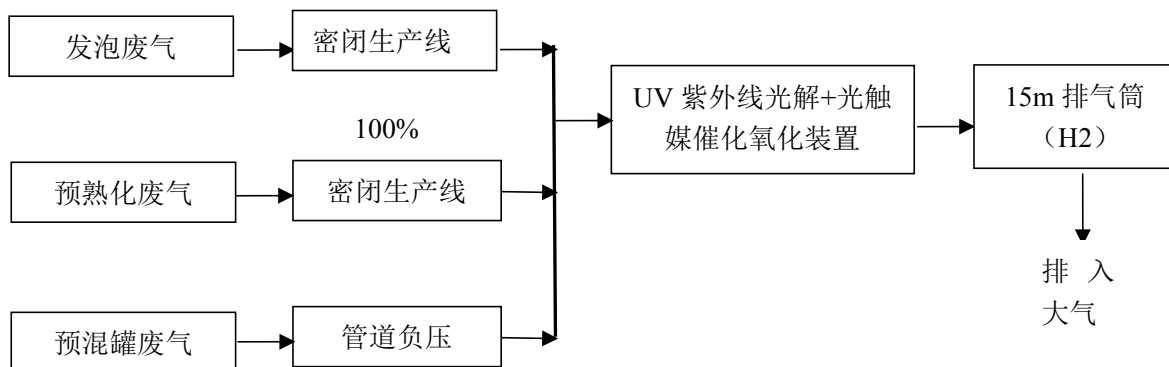 发泡废气
密闭生产线
100%
预熟化废气
密闭生产线
预混罐废气
管道负压
UV 紫外线光解+光触
媒催化氧化装置
15m 排气筒
（H2）
排 入
大气